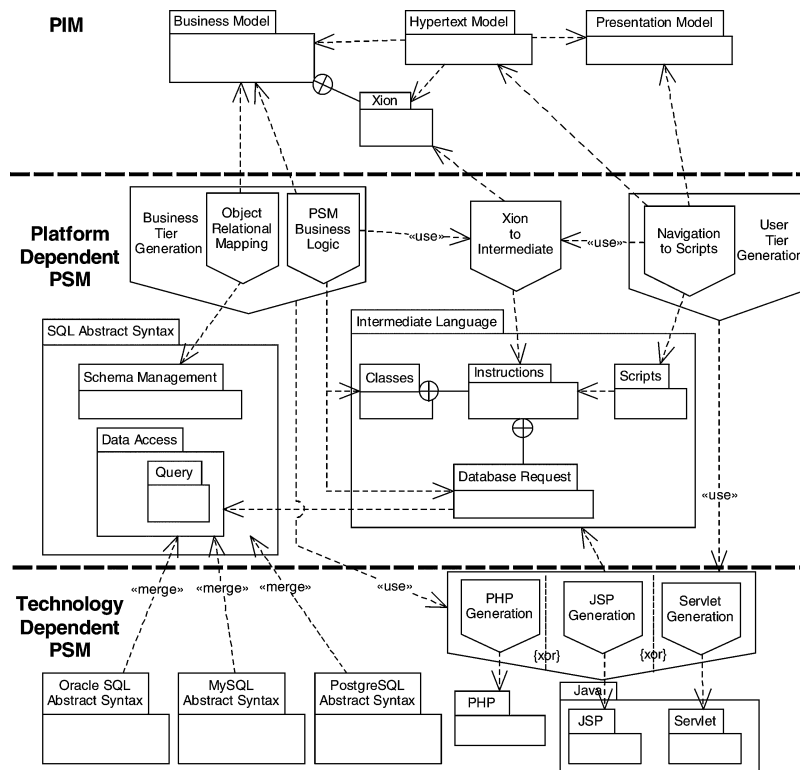 PIM
Business Model
Hypertext Model
Presentation Model
Xion
Platform
Dependent
PSM
Business
Tier
Generation
Object
Relational
Mapping
PSM
Business
Logic
«use»
Xion
to
Intermediate
«use»
Navigation
to Scripts
User
Tier
Generation
SQL Abstract Syntax
Schema Management
Data Access
Query
Intermediate Language
Classes
Instructions
Scripts
Database Request
«use»
Technology
Dependent
PSM
«merge»
«merge»
«merge»
«use»
PHP
Generation
{xor}
JSP
Generation
{xor}
Servlet
Generation
Oracle SQL
Abstract Syntax
MySQL
Abstract Syntax
PostgreSQL
Abstract Syntax
PHP
Java
JSP
Servlet